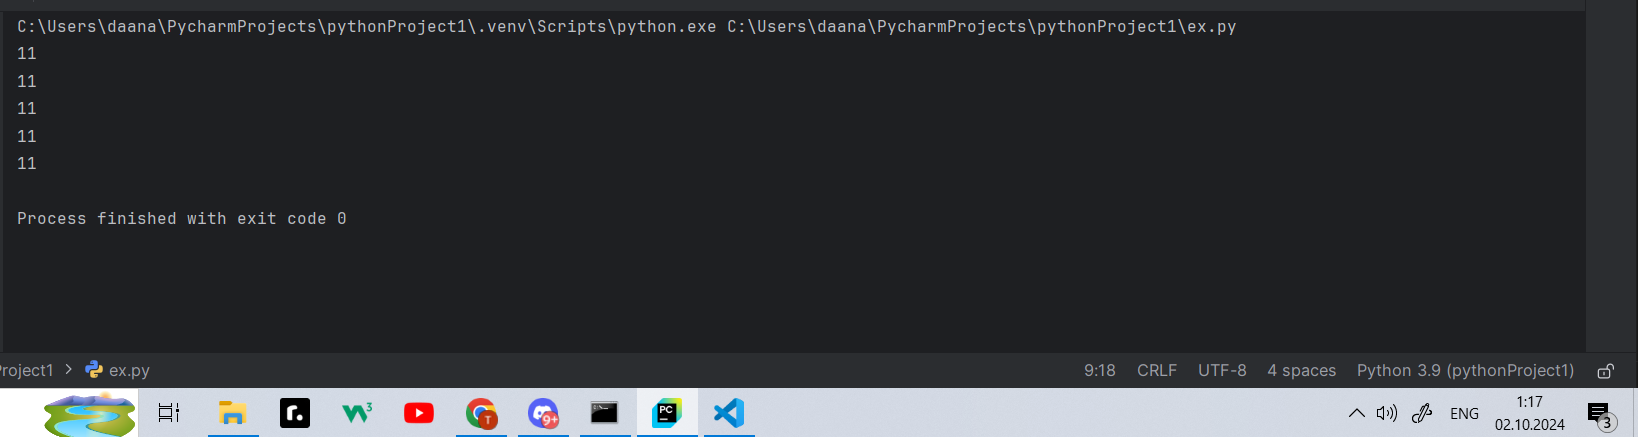 C:\Users\daana\PycharmProjects\pythonProject1\.venv\Scripts\python.exe C:\Users\daana\PycharmProjects\pythonProject1\ex.py
11
11
11
11
11
Process finished with exit code 0
roject1 > ex.py 9:18 CRLF UTF-8 4 spaces Python 3.9 (pythonProject1)
r. W3 T 9+ PC ENG 1:17
02.10.2024 3